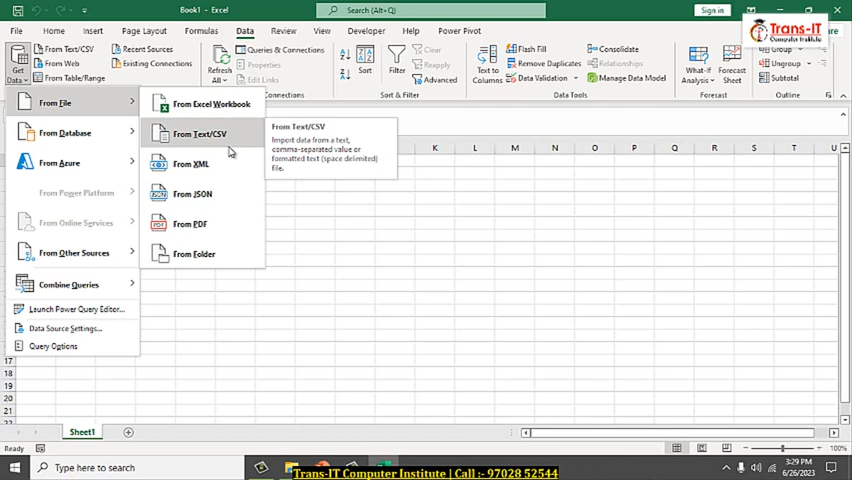 Book1 - Excel
Search (Alt+Q)
Sign in
Trans-IT
Computer Institute
File Home Insert Page Layout Formulas Data Review View Developer Help Power Pivot
Get Data
From Text/CSV
From Web
From Table/Range
Recent Sources
Existing Connections
Refresh All
Queries & Connections
Properties
Edit Links
Sort
Filter
Clear
Reapply
Advanced
Sort & Filter
Text to Columns
Flash Fill
Remove Duplicates
Data Validation
Consolidate
Relationships
Manage Data Model
Data Tools
What-If Analysis
Forecast Sheet
Forecast
Group
Ungroup
Subtotal
Outline
From File
From Database
From Azure
From Power Platform
From Online Services
From Other Sources
Combine Queries
Launch Power Query Editor...
Data Source Settings...
Query Options
From Excel Workbook
From Text/CSV
From XML
From JSON
From PDF
From Folder
From Text/CSV
Import data from a text,
comma-separated value or
formatted text (space delimited)
file.
K L M N O P Q R S T U
17
18
19
20
21
22
Sheet1
Ready
100%
Type here to search
Trans-IT Computer Institute | Call :- 97028 52544
3:29 PM
6/26/2023